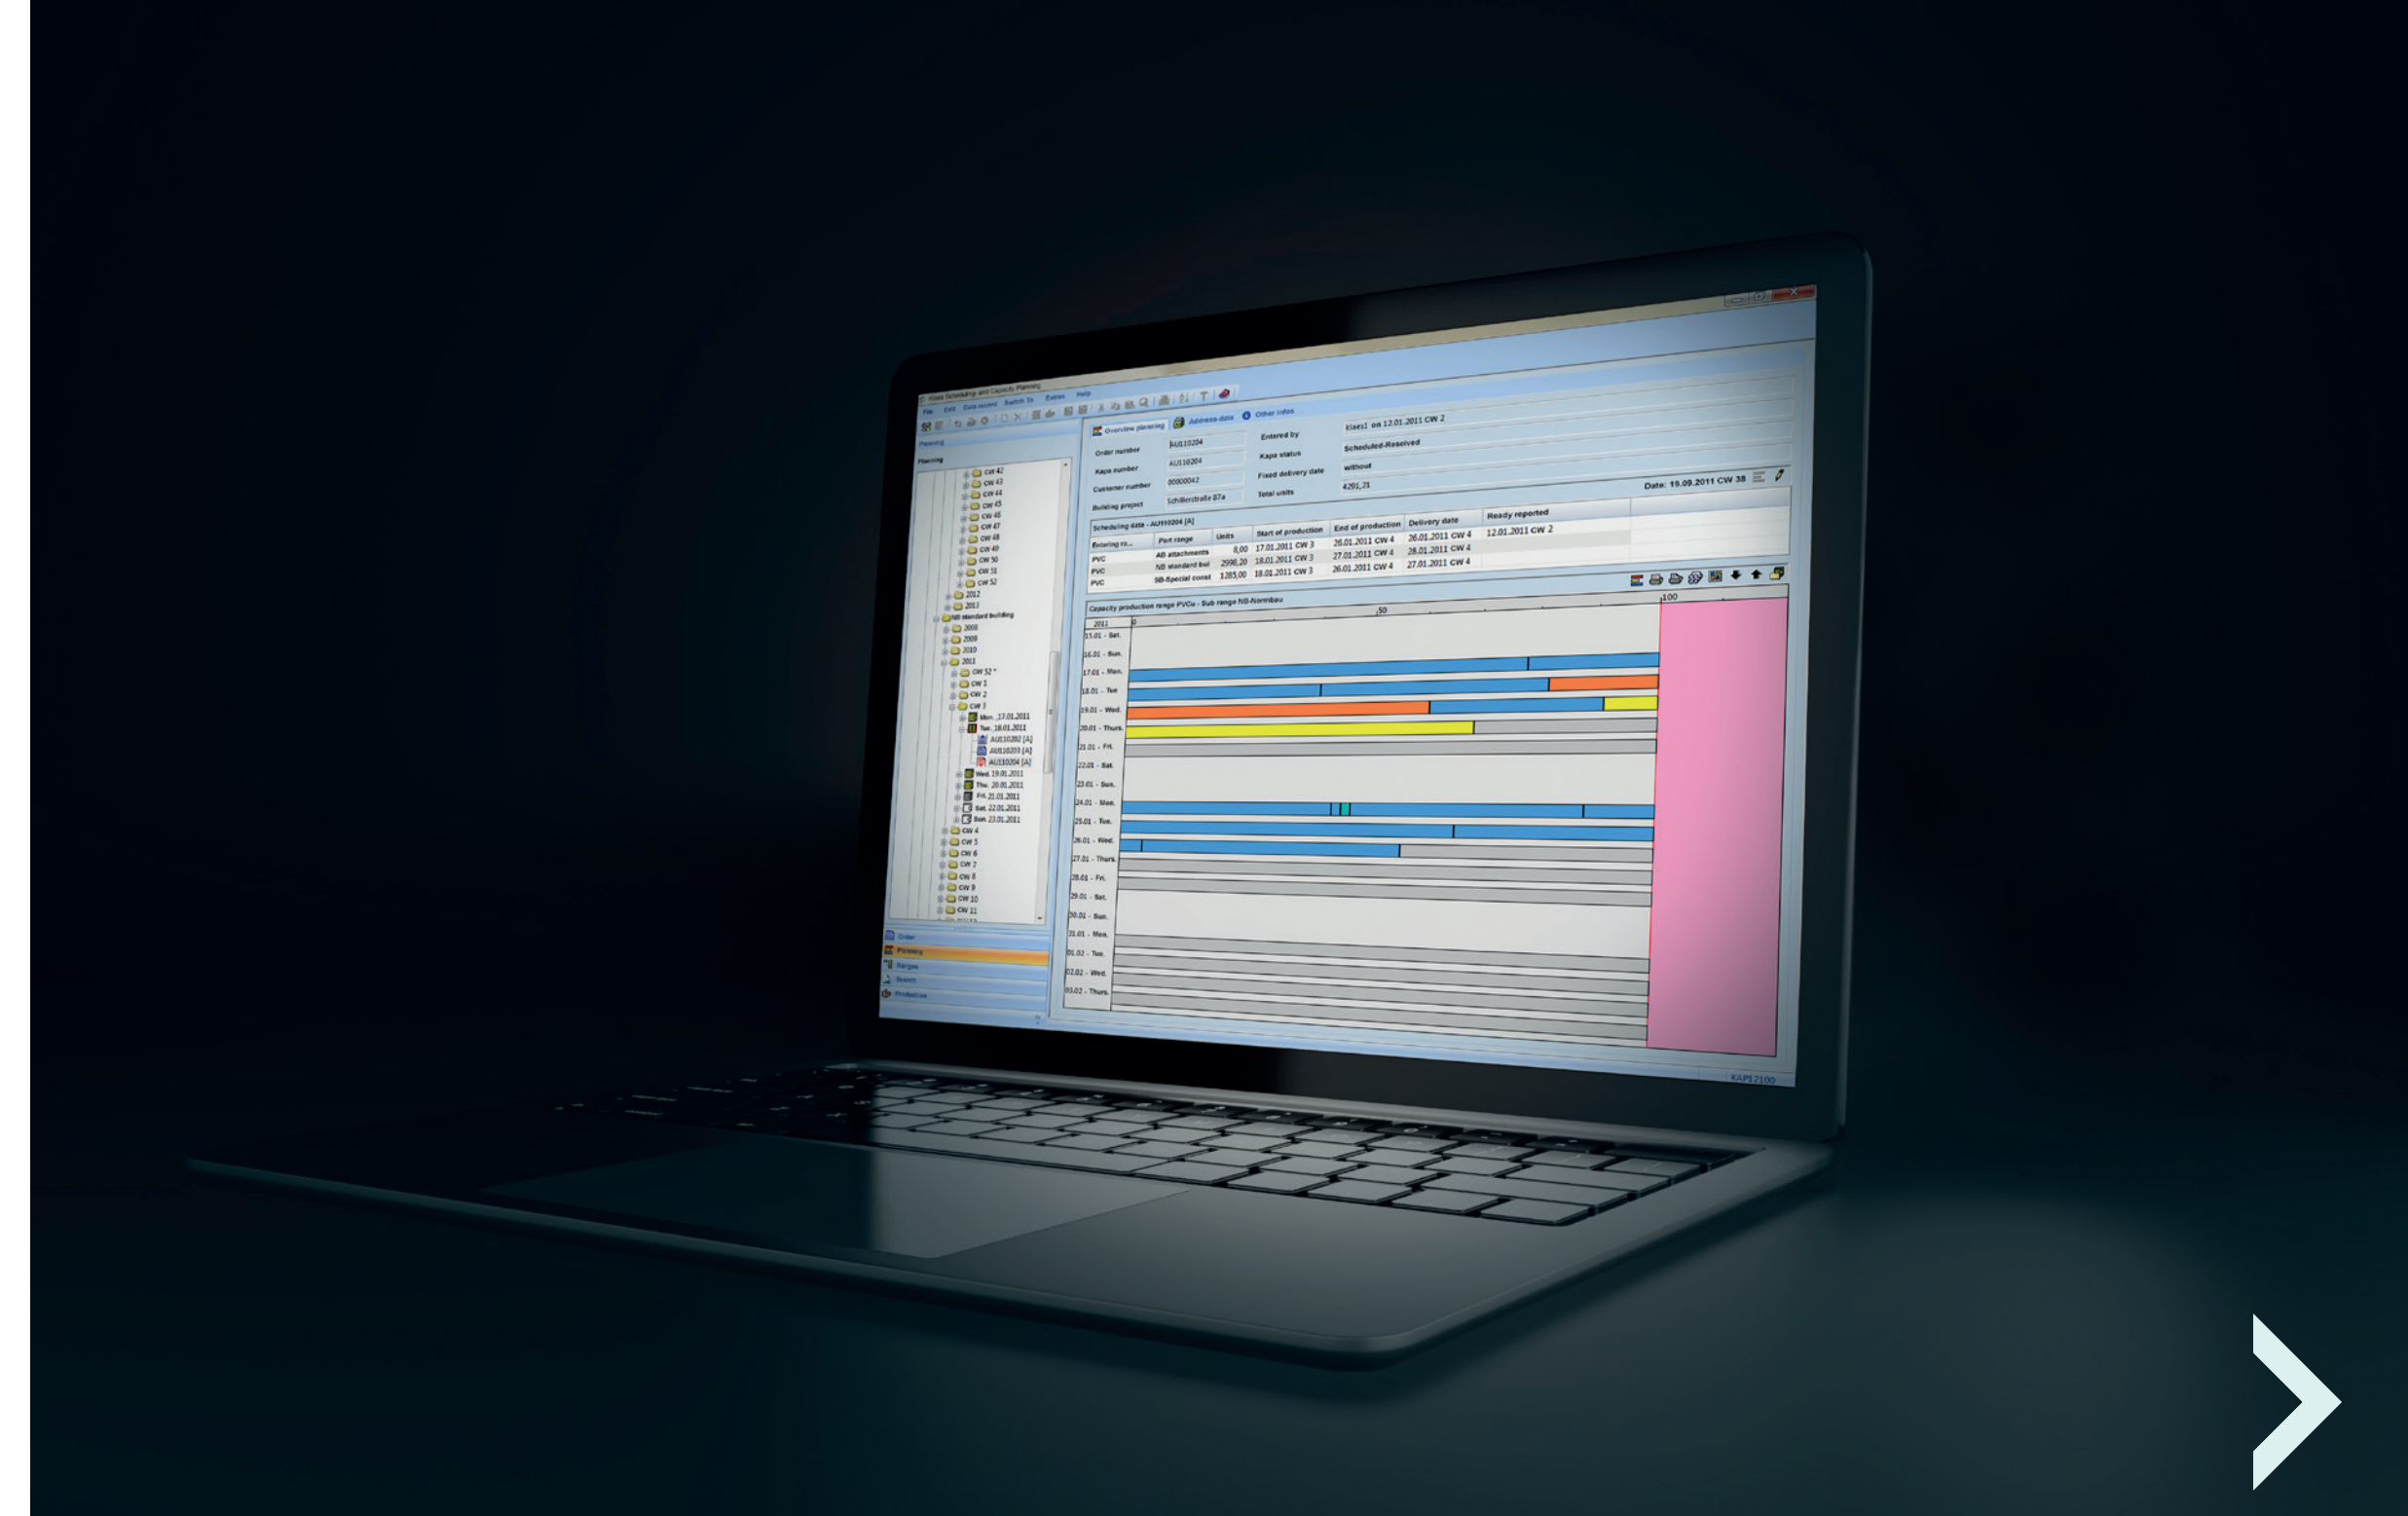 Klaes Scheduling- and Capacity Planning
File Edit Data record Switch To Extras Help
Planning
Planning
CW 42
CW 43
CW 44
CW 45
CW 46
CW 47
CW 48
CW 49
CW 50
CW 51
CW 52
2012
2013
NB standard building
2008
2009
2010
2011
CW 52 *
CW 1
CW 2
CW 3
Mon. ,17.01.2011
Tue. ,18.01.2011
AU110202 [A]
AU110203 [A]
AU110204 [A]
Wed. 19.01.2011
Thu. 20.01.2011
Fri. 21.01.2011
Sat. 22.01.2011
Sun. 23.01.2011
CW 4
CW 5
CW 6
CW 7
CW 8
CW 9
CW 10
CW 11
Order
Planning
Ranges
Search
Production
Overview planning Address-data Other infos
Order number AU110204 Entered by klaes1 on 12.01.2011 CW 2
Kapa number AU110204 Kapa status Scheduled-Resolved
Customer number 00000042 Fixed delivery date without
Building project Schillerstraße 87a Total units 4291,21
Date: 19.09.2011 CW 38
Scheduling data - AU110204 [A]
Entering ra... Part range Units Start of production End of production Delivery date Ready reported
PVC AB attachments 8,00 17.01.2011 CW 3 26.01.2011 CW 4 26.01.2011 CW 4 12.01.2011 CW 2
PVC NB standard bui 2998,20 18.01.2011 CW 3 27.01.2011 CW 4 28.01.2011 CW 4
PVC SB-Special const 1285,00 18.01.2011 CW 3 26.01.2011 CW 4 27.01.2011 CW 4
Capacity production range PVCu - Sub range NB-Normbau
2011 0 50 100
15.01 - Sat.
16.01 - Sun.
17.01 - Mon.
18.01 - Tue
19.01 - Wed.
20.01 - Thurs.
21.01 - Fri.
22.01 - Sat.
23.01 - Sun.
24.01 - Mon.
25.01 - Tue.
26.01 - Wed.
27.01 - Thurs.
28.01 - Fri.
29.01 - Sat.
30.01 - Sun.
31.01 - Mon.
01.02 - Tue.
02.02 - Wed.
03.02 - Thurs.
KAP12100